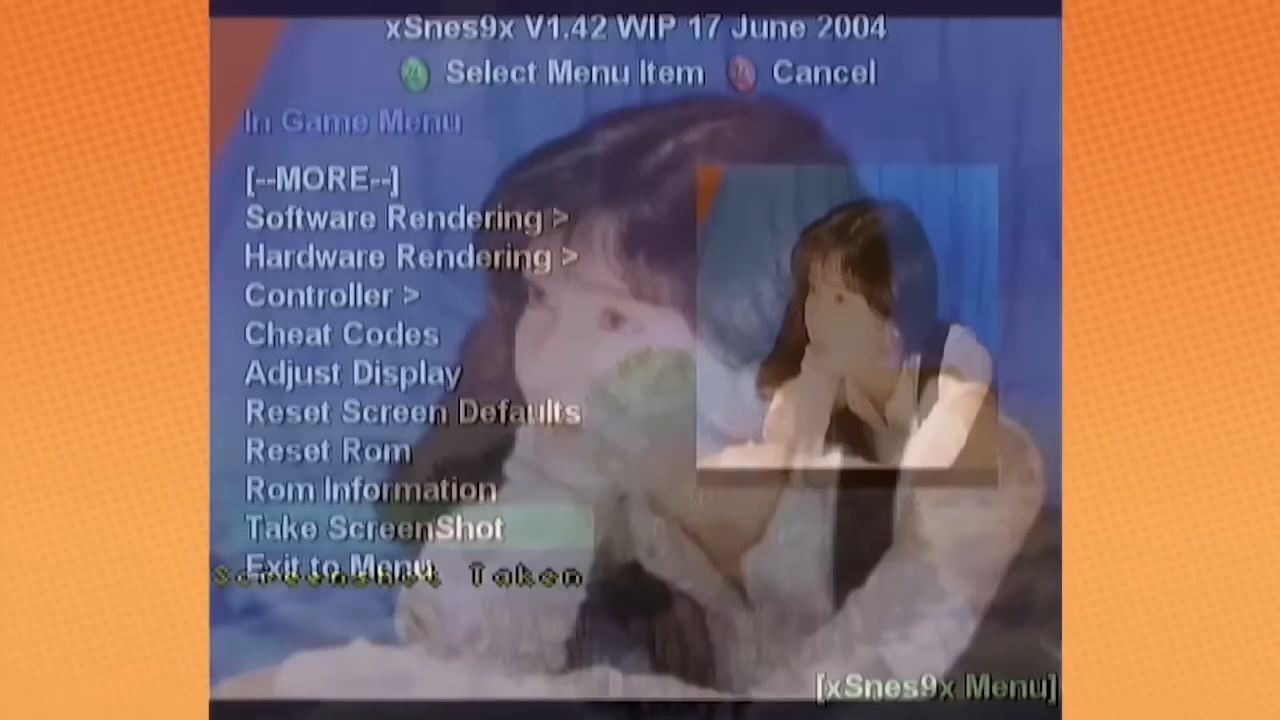 xSnes9x V1.42 WIP 17 June 2004
A Select Menu Item B Cancel
In Game Menu
[--MORE--]
Software Rendering >
Hardware Rendering >
Controller >
Cheat Codes
Adjust Display
Reset Screen Defaults
Reset Rom
Rom Information
Take ScreenShot
Exit to Menu
Screenshot Taken
[xSnes9x Menu]